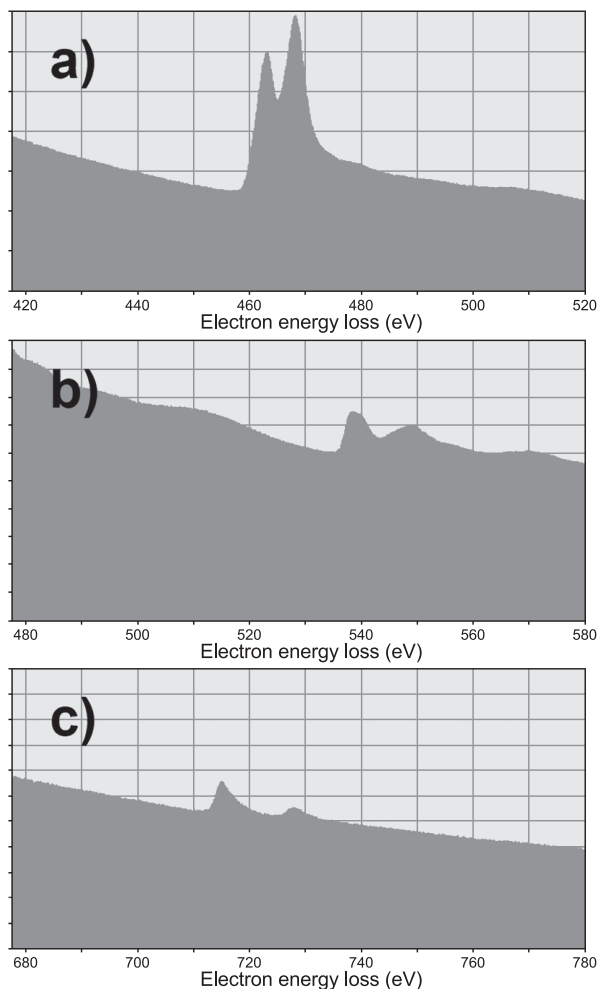 a)
420 440 460 480 500 520
Electron energy loss (eV)
b)
480 500 520 540 560 580
Electron energy loss (eV)
c)
680 700 720 740 760 780
Electron energy loss (eV)